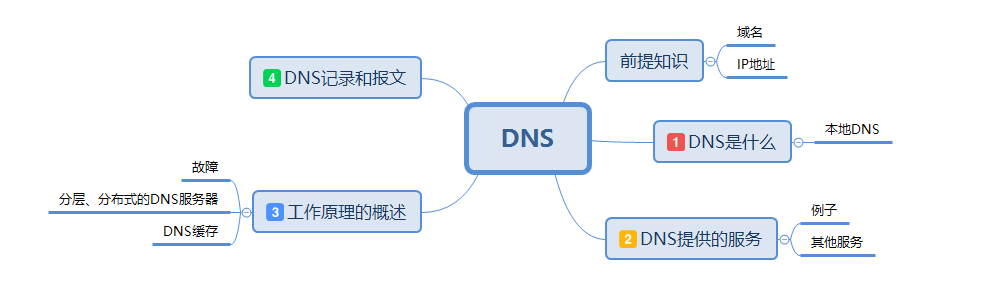 DNS
前提知识
域名
IP地址
1 DNS是什么
本地DNS
2 DNS提供的服务
例子
其他服务
3 工作原理的概述
故障
分层、分布式的DNS服务器
DNS缓存
4 DNS记录和报文